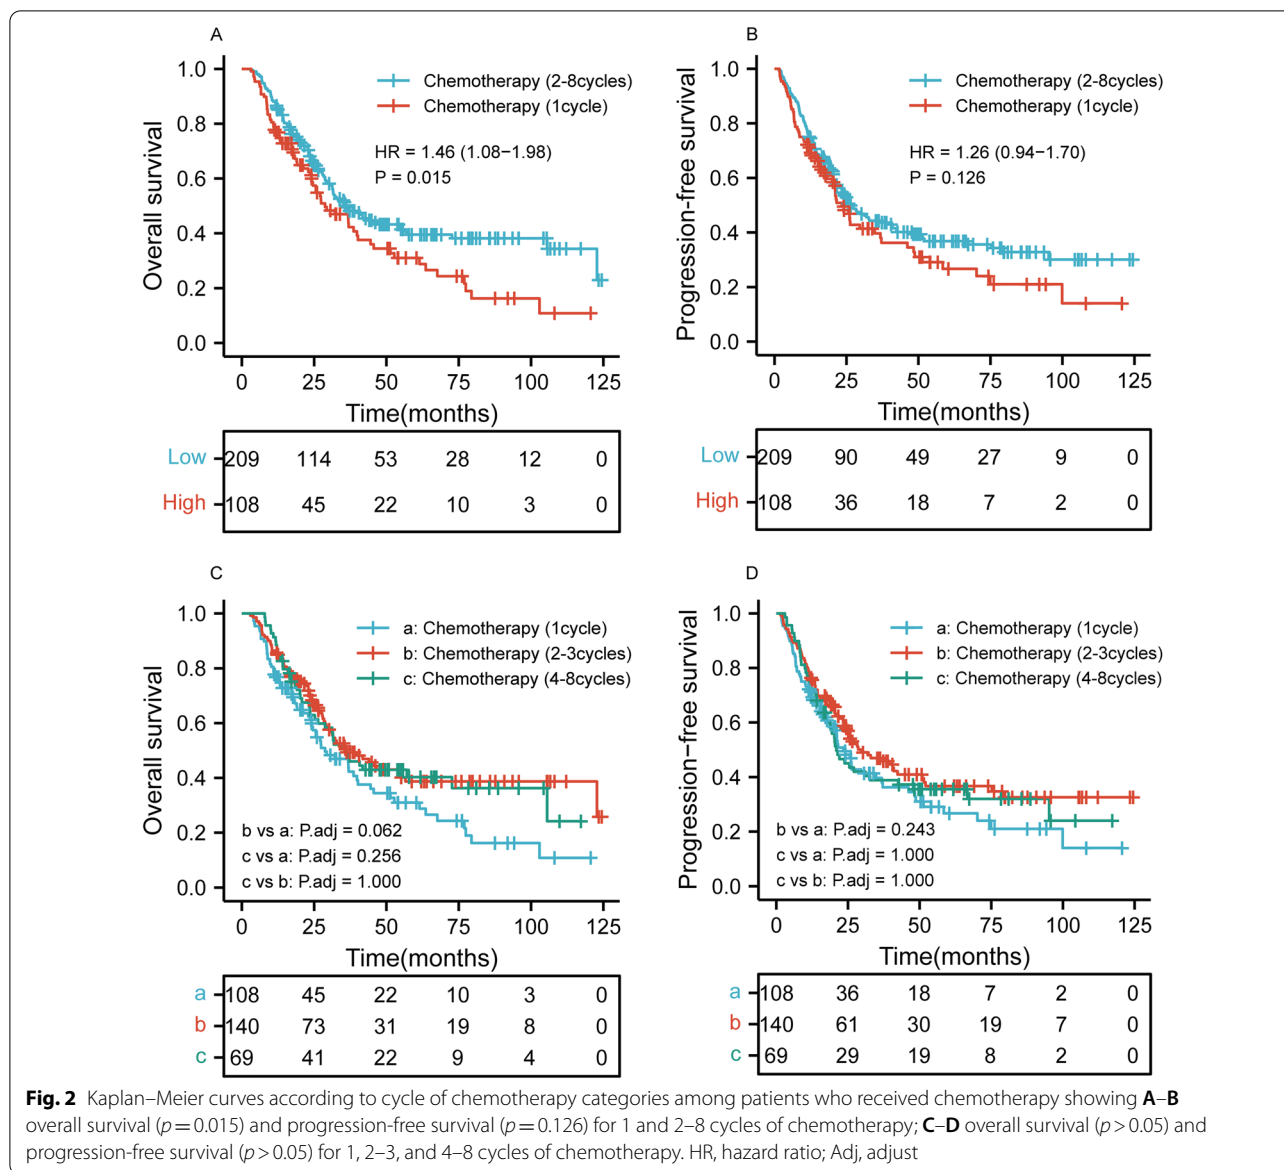 A
Overall survival
1.0
0.8
0.6
0.4
0.2
0.0
Chemotherapy (2-8cycles)
Chemotherapy (1cycle)
HR = 1.46 (1.08−1.98)
P = 0.015
0 25 50 75 100 125
Time(months)
Low 209 114 53 28 12 0
High 108 45 22 10 3 0
B
Progression-free survival
1.0
0.8
0.6
0.4
0.2
0.0
Chemotherapy (2-8cycles)
Chemotherapy (1cycle)
HR = 1.26 (0.94−1.70)
P = 0.126
0 25 50 75 100 125
Time(months)
Low 209 90 49 27 9 0
High 108 36 18 7 2 0
C
Overall survival
1.0
0.8
0.6
0.4
0.2
0.0
a: Chemotherapy (1cycle)
b: Chemotherapy (2-3cycles)
c: Chemotherapy (4-8cycles)
b vs a: P.adj = 0.062
c vs a: P.adj = 0.256
c vs b: P.adj = 1.000
0 25 50 75 100 125
Time(months)
a 108 45 22 10 3 0
b 140 73 31 19 8 0
c 69 41 22 9 4 0
D
Progression−free survival
1.0
0.8
0.6
0.4
0.2
0.0
a: Chemotherapy (1cycle)
b: Chemotherapy (2-3cycles)
c: Chemotherapy (4-8cycles)
b vs a: P.adj = 0.243
c vs a: P.adj = 1.000
c vs b: P.adj = 1.000
0 25 50 75 100 125
Time(months)
a 108 36 18 7 2 0
b 140 61 30 19 7 0
c 69 29 19 8 2 0
Fig. 2 Kaplan–Meier curves according to cycle of chemotherapy categories among patients who received chemotherapy showing A–B
overall survival (p = 0.015) and progression-free survival (p = 0.126) for 1 and 2–8 cycles of chemotherapy; C–D overall survival (p > 0.05) and
progression-free survival (p > 0.05) for 1, 2–3, and 4–8 cycles of chemotherapy. HR, hazard ratio; Adj, adjust